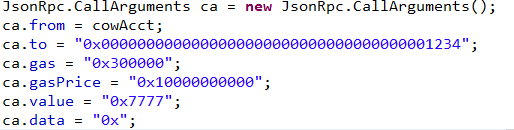 JsonRpc.CallArguments ca = new JsonRpc.CallArguments();
ca.from = cowAcct;
ca.to = "0x0000000000000000000000000000000000001234";
ca.gas = "0x300000";
ca.gasPrice = "0x10000000000";
ca.value = "0x7777";
ca.data = "0x";